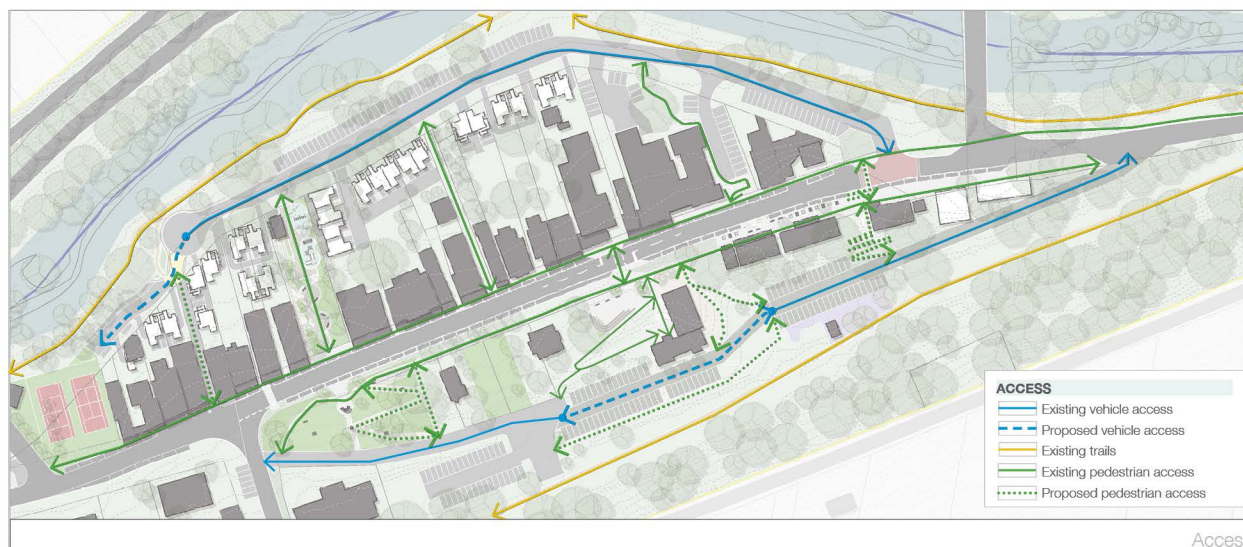 ACCESS
Existing vehicle access
Proposed vehicle access
Existing trails
Existing pedestrian access
Proposed pedestrian access
Acces